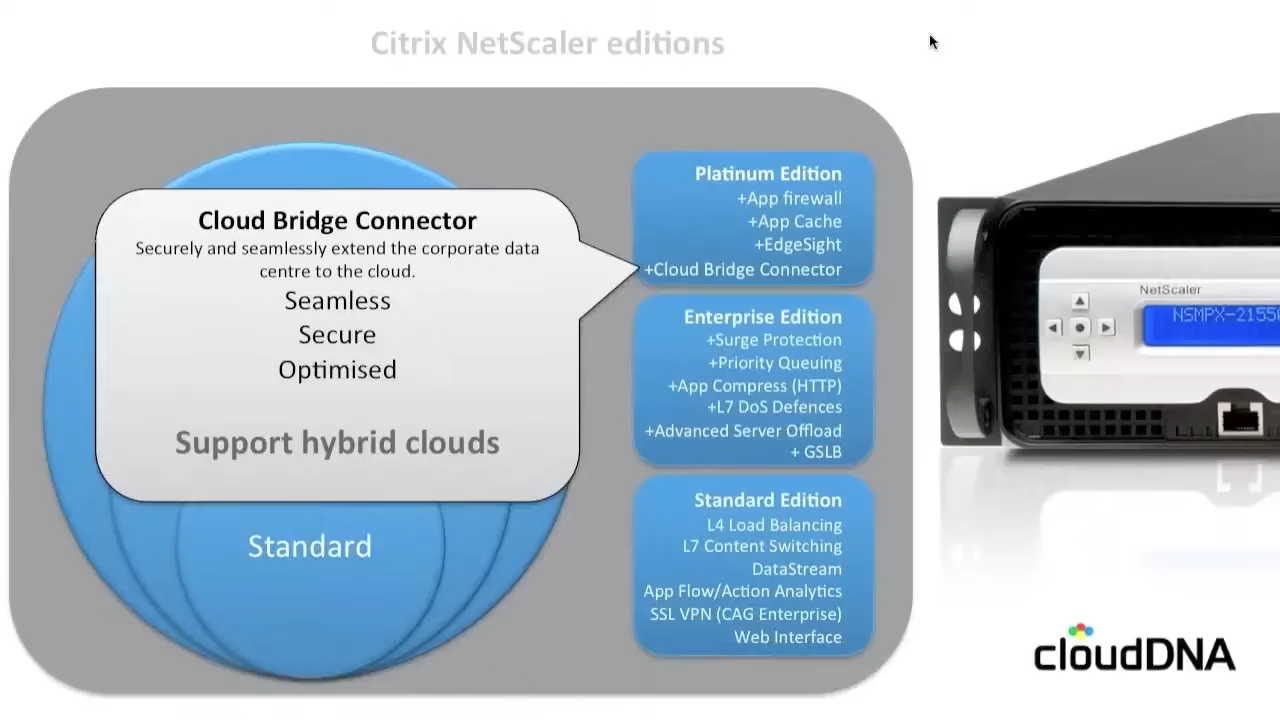 Citrix NetScaler editions
Cloud Bridge Connector
Securely and seamlessly extend the corporate data
centre to the cloud.
Seamless
Secure
Optimised
Support hybrid clouds
Standard
Platinum Edition
+App firewall
+App Cache
+EdgeSight
+Cloud Bridge Connector
Enterprise Edition
+Surge Protection
+Priority Queuing
+App Compress (HTTP)
+L7 DoS Defences
+Advanced Server Offload
+ GSLB
Standard Edition
L4 Load Balancing
L7 Content Switching
DataStream
App Flow/Action Analytics
SSL VPN (CAG Enterprise)
Web Interface
NetScaler
NSMPX-21550
cloudDNA